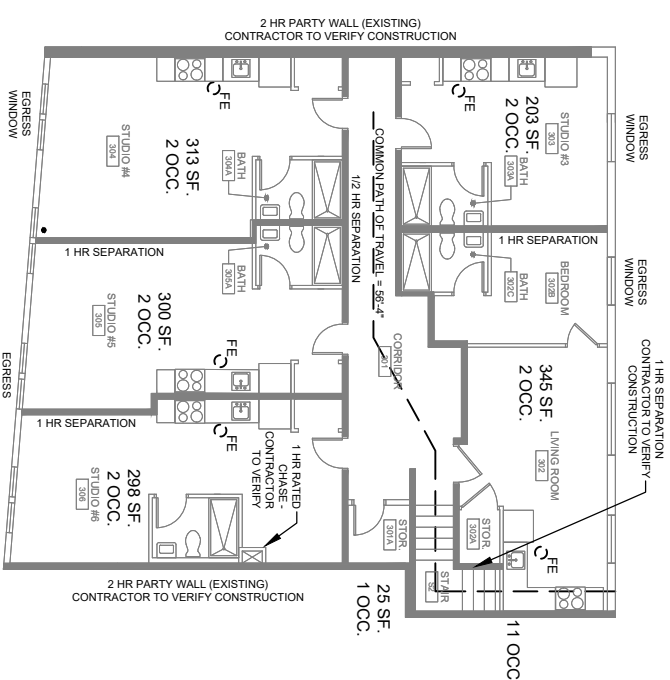 2 HR PARTY WALL (EXISTING)
CONTRACTOR TO VERIFY CONSTRUCTION
EGRESS
WINDOW
FE
STUDIO #4
304
313 SF.
2 OCC.
BATH
304A
FE
203 SF.
2 OCC.
STUDIO #3
303
BATH
303A
EGRESS
WINDOW
COMMON PATH OF TRAVEL = 56'-4"
1/2 HR SEPARATION
1 HR SEPARATION
BATH
305A
1 HR SEPARATION
BATH
302C
BEDROOM
302B
EGRESS
WINDOW
STUDIO #5
305
300 SF.
2 OCC.
FE
CORRIDOR
301
345 SF.
2 OCC.
LIVING ROOM
302
1 HR SEPARATION
CONTRACTOR TO VERIFY
CONSTRUCTION
EGRESS
1 HR SEPARATION
FE
1 HR RATED
CHASE -
CONTRACTOR
TO VERIFY
STUDIO #6
306
298 SF.
2 OCC.
STOR.
301A
STOR.
302A
FE
STAIR
S2
2 HR PARTY WALL (EXISTING)
CONTRACTOR TO VERIFY CONSTRUCTION
25 SF.
1 OCC.
11 OCC